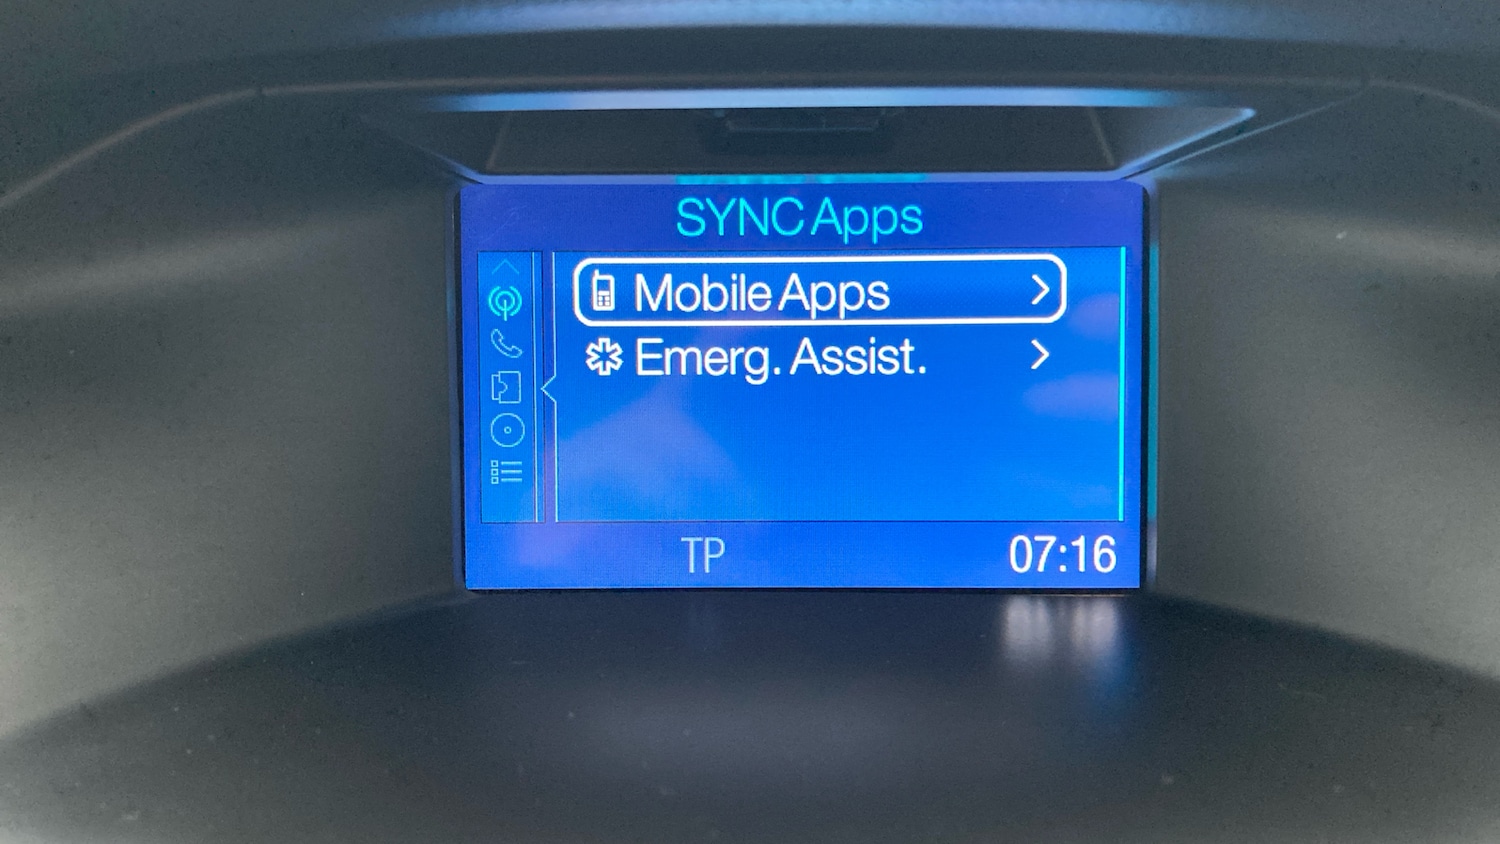 SYNC Apps
Mobile Apps
Emerg. Assist.
TP
07:16